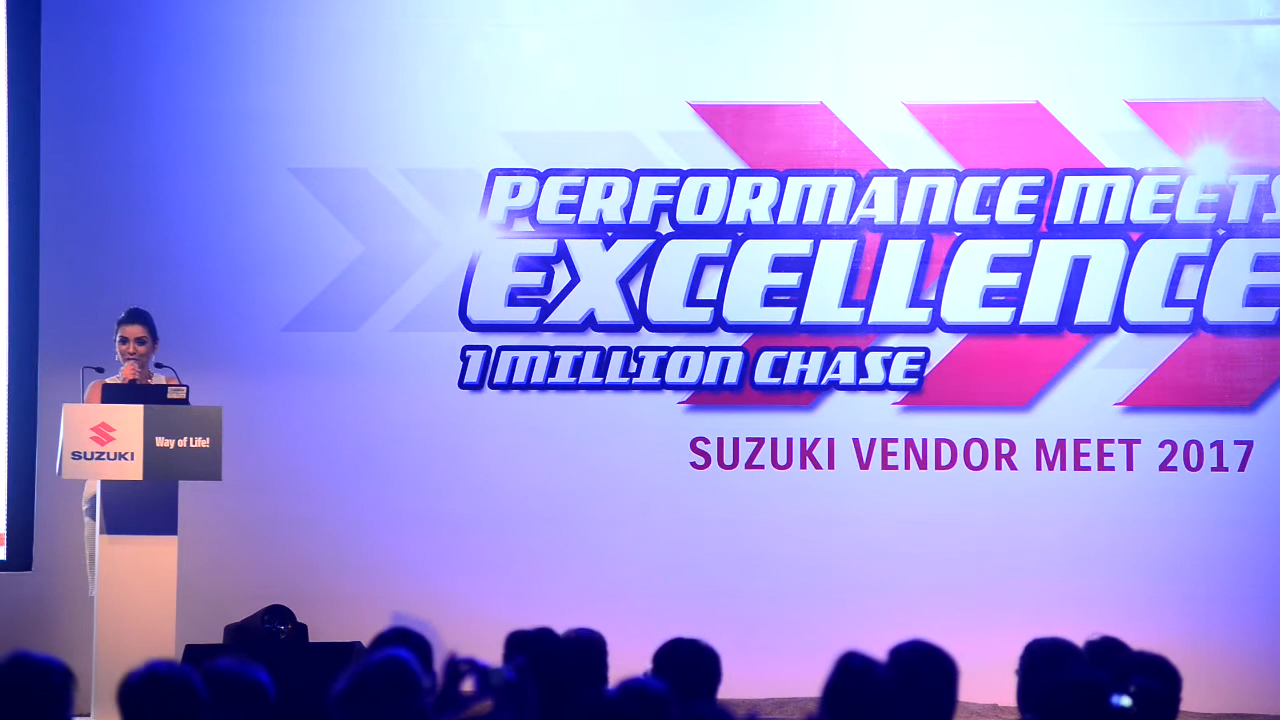 PERFORMANCE MEETS
EXCELLENCE
1 MILLION CHASE
SUZUKI VENDOR MEET 2017
SUZUKI
Way of Life!